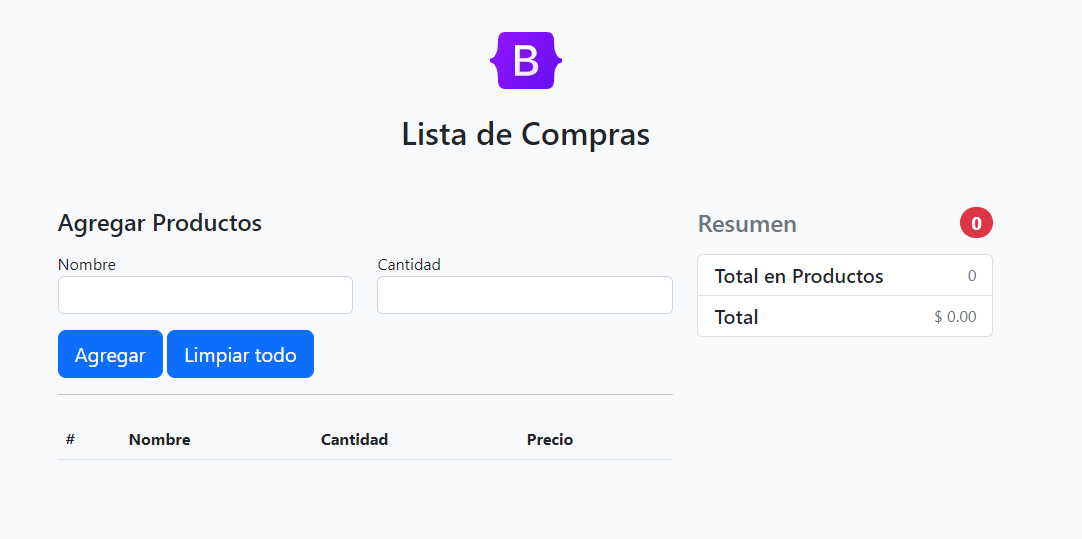 B
Lista de Compras
Agregar Productos
Nombre Cantidad
Agregar Limpiar todo
# Nombre Cantidad Precio
Resumen 0
Total en Productos 0
Total $ 0.00